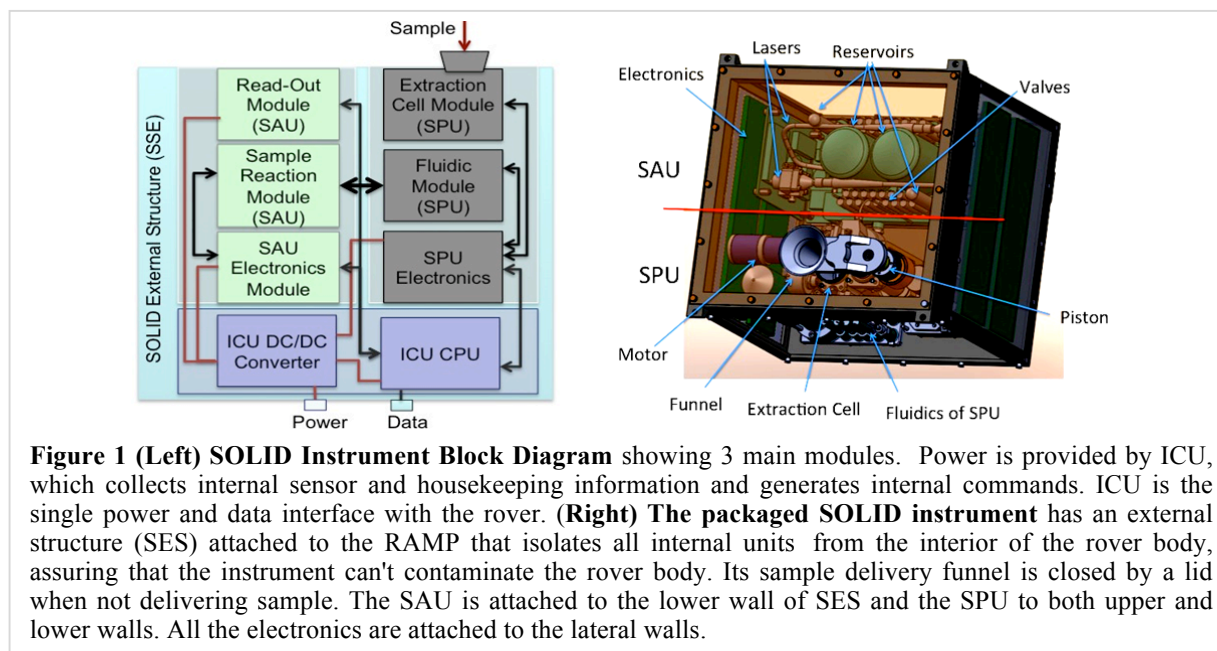 Sample
SOLID External Structure (SSE)
Read-Out
Module
(SAU)
Extraction
Cell Module
(SPU)
Sample
Reaction
Module
(SAU)
Fluidic
Module
(SPU)
SAU
Electronics
Module
SPU
Electronics
ICU DC/DC
Converter
ICU CPU
Power
Data
Lasers
Reservoirs
Electronics
Valves
SAU
SPU
Piston
Motor
Funnel
Extraction Cell
Fluidics of SPU
Figure 1 (Left) SOLID Instrument Block Diagram showing 3 main modules. Power is provided by ICU,
which collects internal sensor and housekeeping information and generates internal commands. ICU is the
single power and data interface with the rover. (Right) The packaged SOLID instrument has an external
structure (SES) attached to the RAMP that isolates all internal units from the interior of the rover body,
assuring that the instrument can't contaminate the rover body. Its sample delivery funnel is closed by a lid
when not delivering sample. The SAU is attached to the lower wall of SES and the SPU to both upper and
lower walls. All the electronics are attached to the lateral walls.